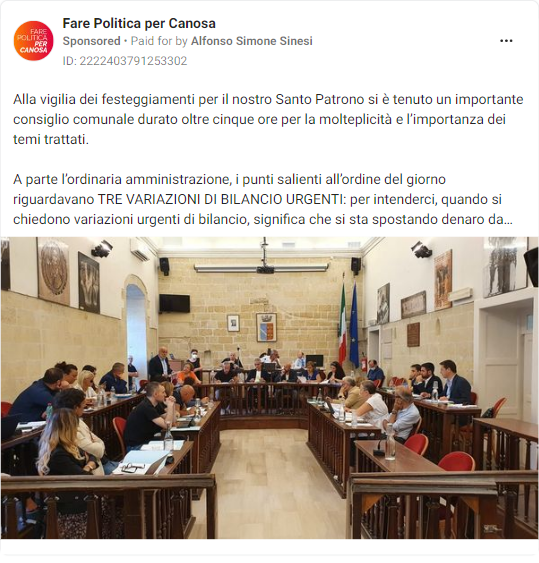 FARE
POLITICA
PER
CANOSA
Fare Politica per Canosa
Sponsored • Paid for by Alfonso Simone Sinesi
ID: 2222403791253302
Alla vigilia dei festeggiamenti per il nostro Santo Patrono si è tenuto un importante
consiglio comunale durato oltre cinque ore per la molteplicità e l’importanza dei
temi trattati.
A parte l’ordinaria amministrazione, i punti salienti all’ordine del giorno
riguardavano TRE VARIAZIONI DI BILANCIO URGENTI: per intenderci, quando si
chiedono variazioni urgenti di bilancio, significa che si sta spostando denaro da…